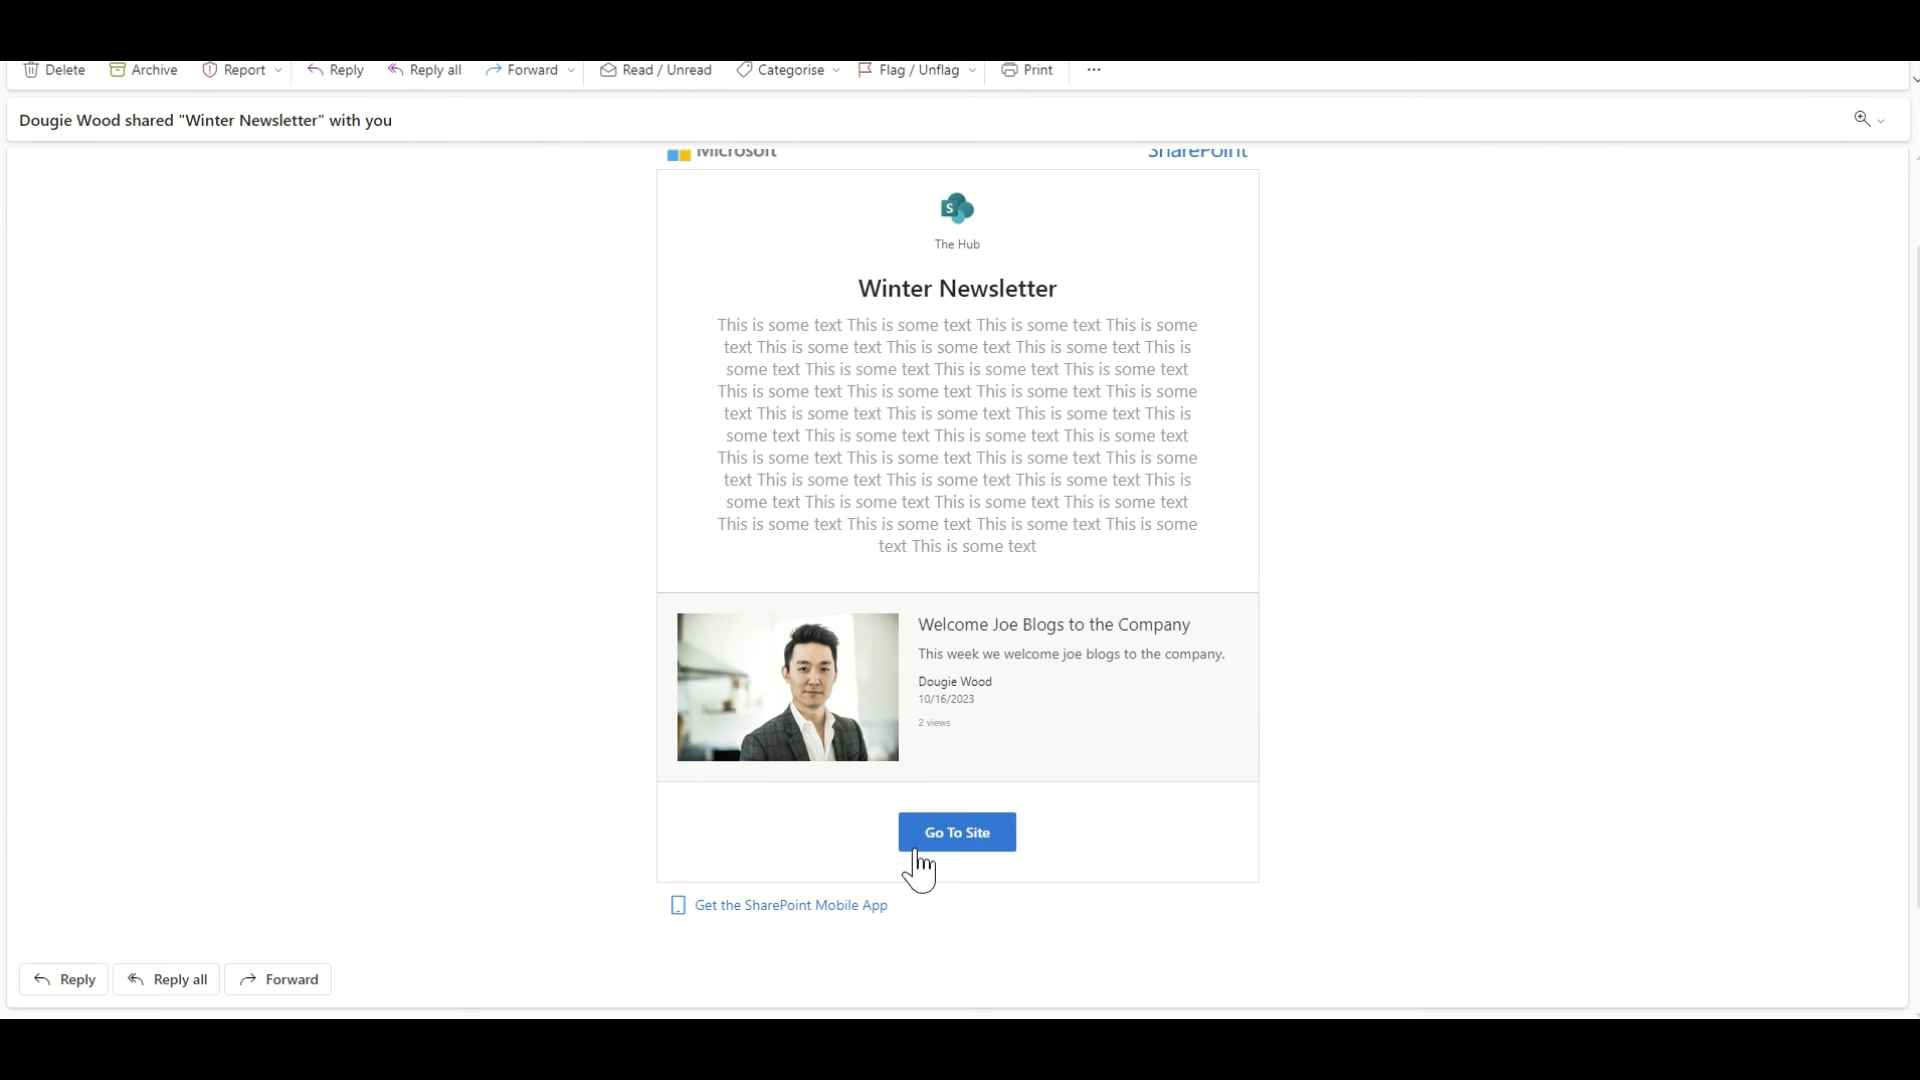 Delete Archive Report Reply Reply all Forward Read / Unread Categorise Flag / Unflag Print
Dougie Wood shared "Winter Newsletter" with you
Microsoft SharePoint
S
The Hub
Winter Newsletter
This is some text This is some text This is some text This is some
text This is some text This is some text This is some text This is
some text This is some text This is some text This is some text
This is some text This is some text This is some text This is some
text This is some text This is some text This is some text This is
some text This is some text This is some text This is some text
This is some text This is some text This is some text This is some
text This is some text This is some text This is some text This is
some text This is some text This is some text This is some text
This is some text This is some text This is some text This is some
text This is some text
Welcome Joe Blogs to the Company
This week we welcome joe blogs to the company.
Dougie Wood
10/16/2023
2 views
Go To Site
Get the SharePoint Mobile App
Reply Reply all Forward